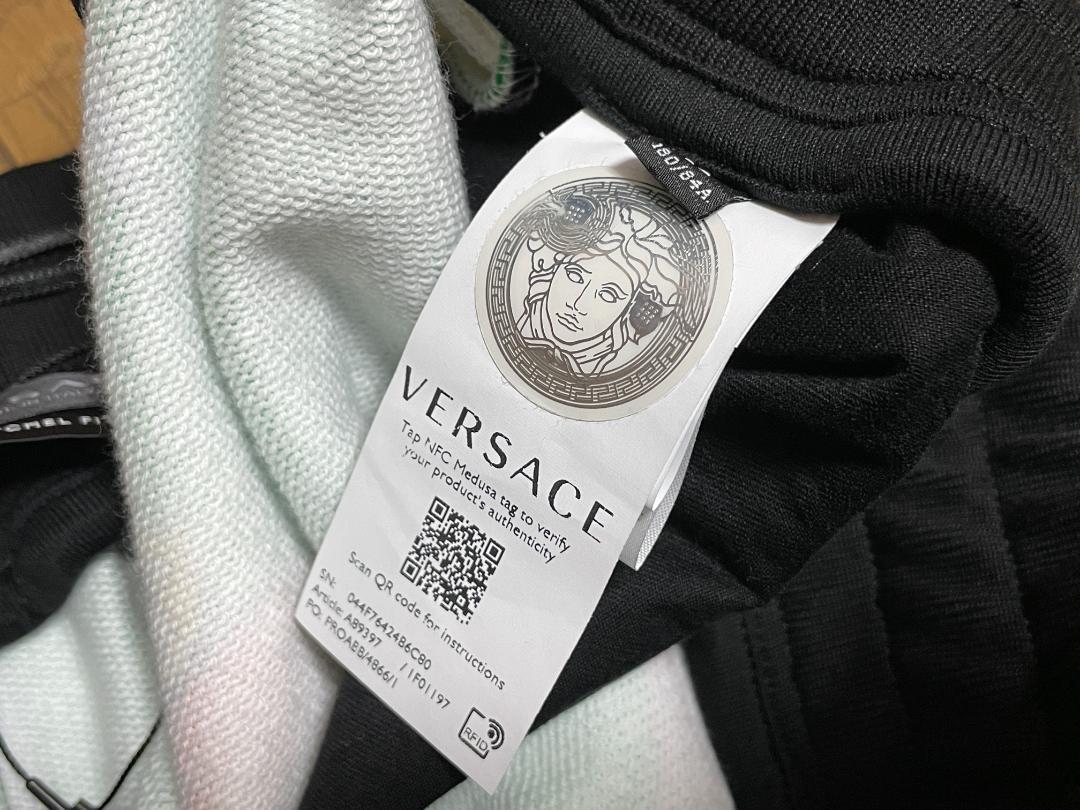 180/84A
VERSACE
Tap NFC Medusa tag to verify
your product's authenticity
Scan QR code for instructions
SN: 044F76424B6C80
Article: A89397 /1F01197
PO: PROAEB/4866/1
RFID